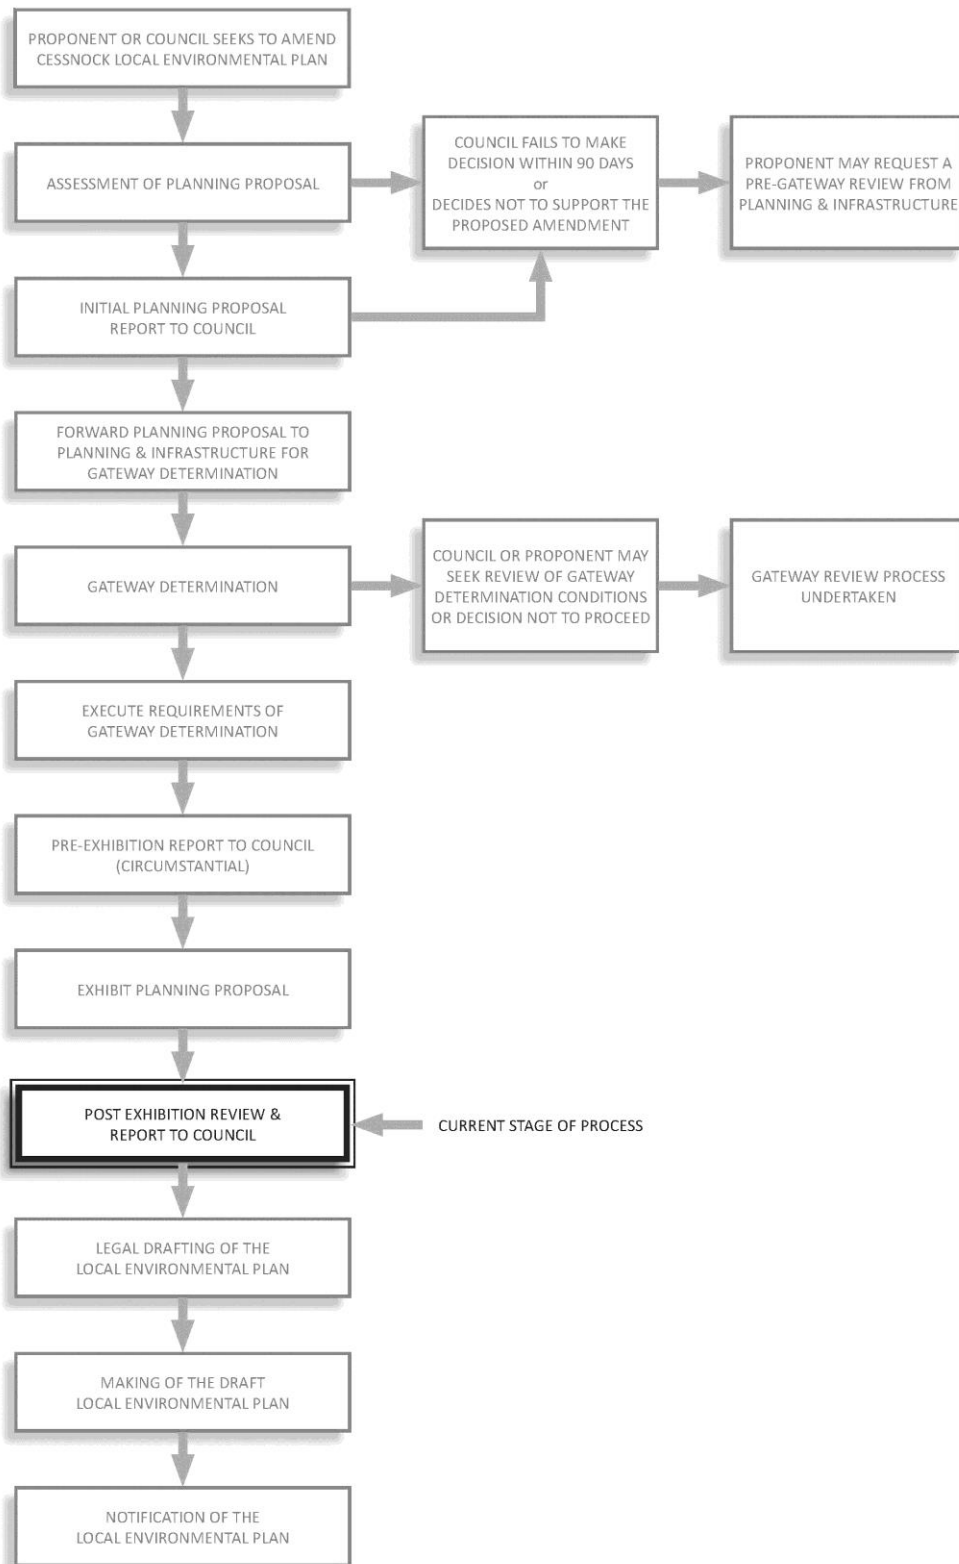 PROPONENT OR COUNCIL SEEKS TO AMEND
CESSNOCK LOCAL ENVIRONMENTAL PLAN
ASSESSMENT OF PLANNING PROPOSAL
COUNCIL FAILS TO MAKE
DECISION WITHIN 90 DAYS
or
DECIDES NOT TO SUPPORT THE
PROPOSED AMENDMENT
PROPONENT MAY REQUEST A
PRE-GATEWAY REVIEW FROM
PLANNING & INFRASTRUCTURE
INITIAL PLANNING PROPOSAL
REPORT TO COUNCIL
FORWARD PLANNING PROPOSAL TO
PLANNING & INFRASTRUCTURE FOR
GATEWAY DETERMINATION
GATEWAY DETERMINATION
COUNCIL OR PROPONENT MAY
SEEK REVIEW OF GATEWAY
DETERMINATION CONDITIONS
OR DECISION NOT TO PROCEED
GATEWAY REVIEW PROCESS
UNDERTAKEN
EXECUTE REQUIREMENTS OF
GATEWAY DETERMINATION
PRE-EXHIBITION REPORT TO COUNCIL
(CIRCUMSTANTIAL)
EXHIBIT PLANNING PROPOSAL
POST EXHIBITION REVIEW &
REPORT TO COUNCIL
CURRENT STAGE OF PROCESS
LEGAL DRAFTING OF THE
LOCAL ENVIRONMENTAL PLAN
MAKING OF THE DRAFT
LOCAL ENVIRONMENTAL PLAN
NOTIFICATION OF THE
LOCAL ENVIRONMENTAL PLAN